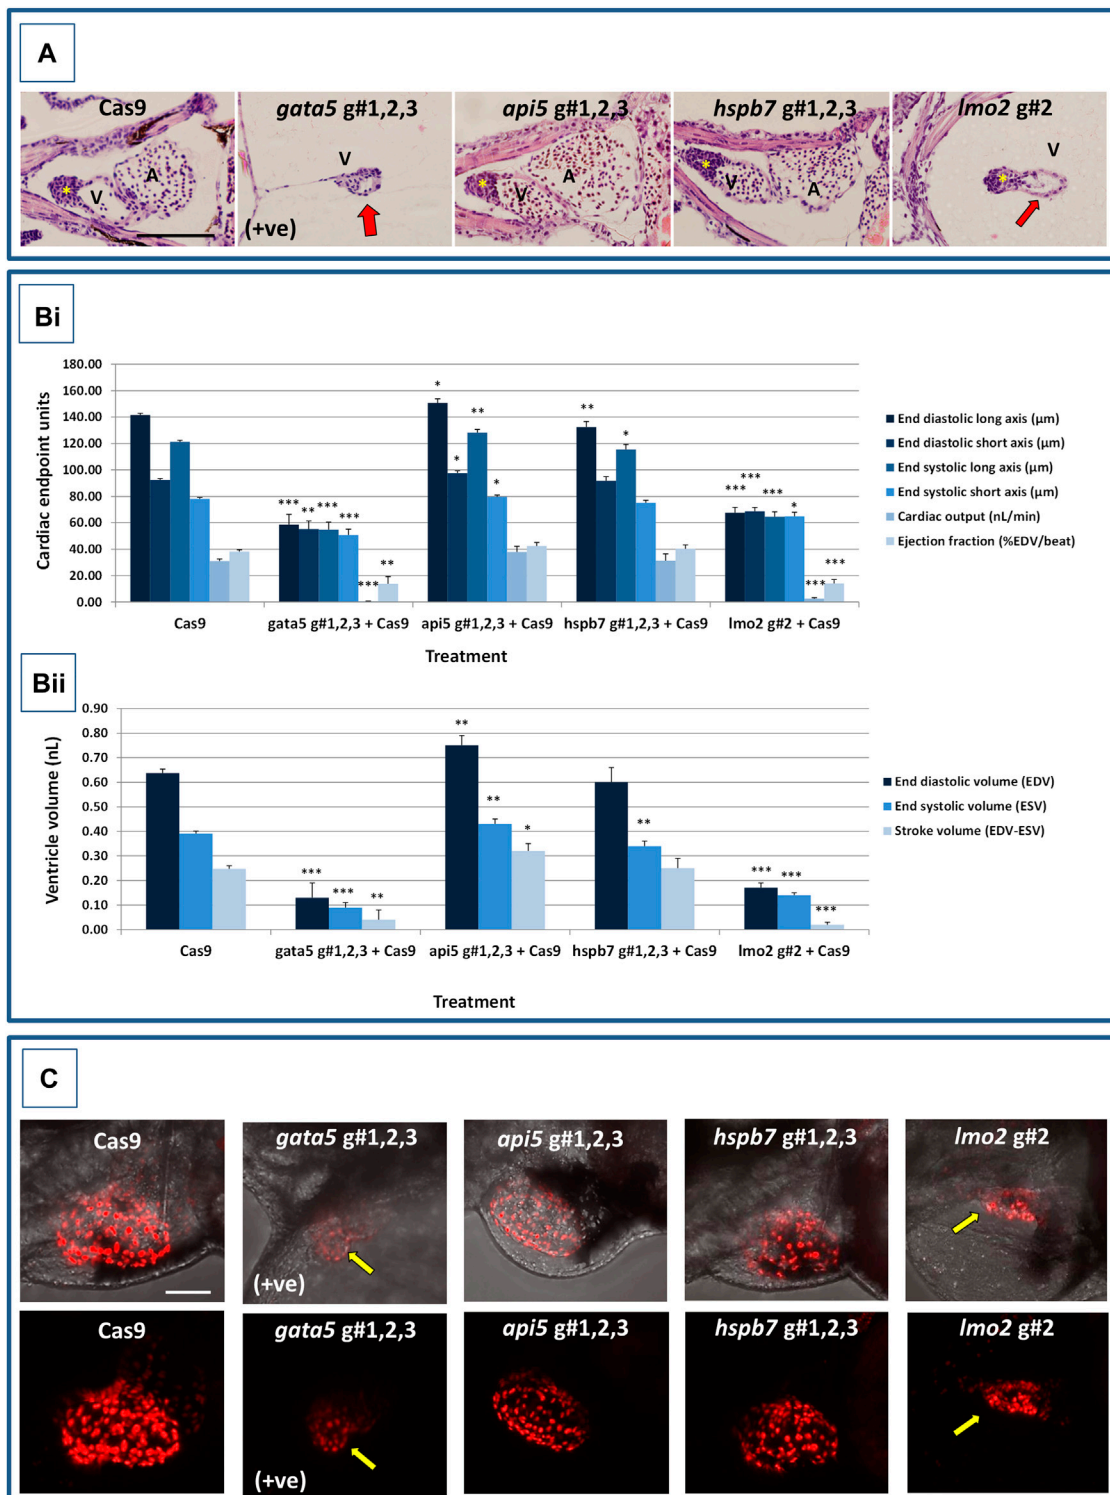 A
Cas9
gata5 g#1,2,3
api5 g#1,2,3
hspb7 g#1,2,3
lmo2 g#2
* V A
V
(+ve)
* V A
* V A
V
*
Bi
Cardiac endpoint units
180.00
160.00
140.00
120.00
100.00
80.00
60.00
40.00
20.00
0.00
*** ** *** *** *** **
* * ** *
** *
*** *** *** * *** ***
Cas9
gata5 g#1,2,3 + Cas9
api5 g#1,2,3 + Cas9
hspb7 g#1,2,3 + Cas9
lmo2 g#2 + Cas9
Treatment
End diastolic long axis (µm)
End diastolic short axis (µm)
End systolic long axis (µm)
End systolic short axis (µm)
Cardiac output (nL/min)
Ejection fraction (%EDV/beat)
Bii
Ventricle volume (nL)
0.90
0.80
0.70
0.60
0.50
0.40
0.30
0.20
0.10
0.00
*** *** **
** ** *
**
*** *** ***
Cas9
gata5 g#1,2,3 + Cas9
api5 g#1,2,3 + Cas9
hspb7 g#1,2,3 + Cas9
lmo2 g#2 + Cas9
Treatment
End diastolic volume (EDV)
End systolic volume (ESV)
Stroke volume (EDV-ESV)
C
Cas9
gata5 g#1,2,3
api5 g#1,2,3
hspb7 g#1,2,3
lmo2 g#2
(+ve)
Cas9
gata5 g#1,2,3
api5 g#1,2,3
hspb7 g#1,2,3
lmo2 g#2
(+ve)